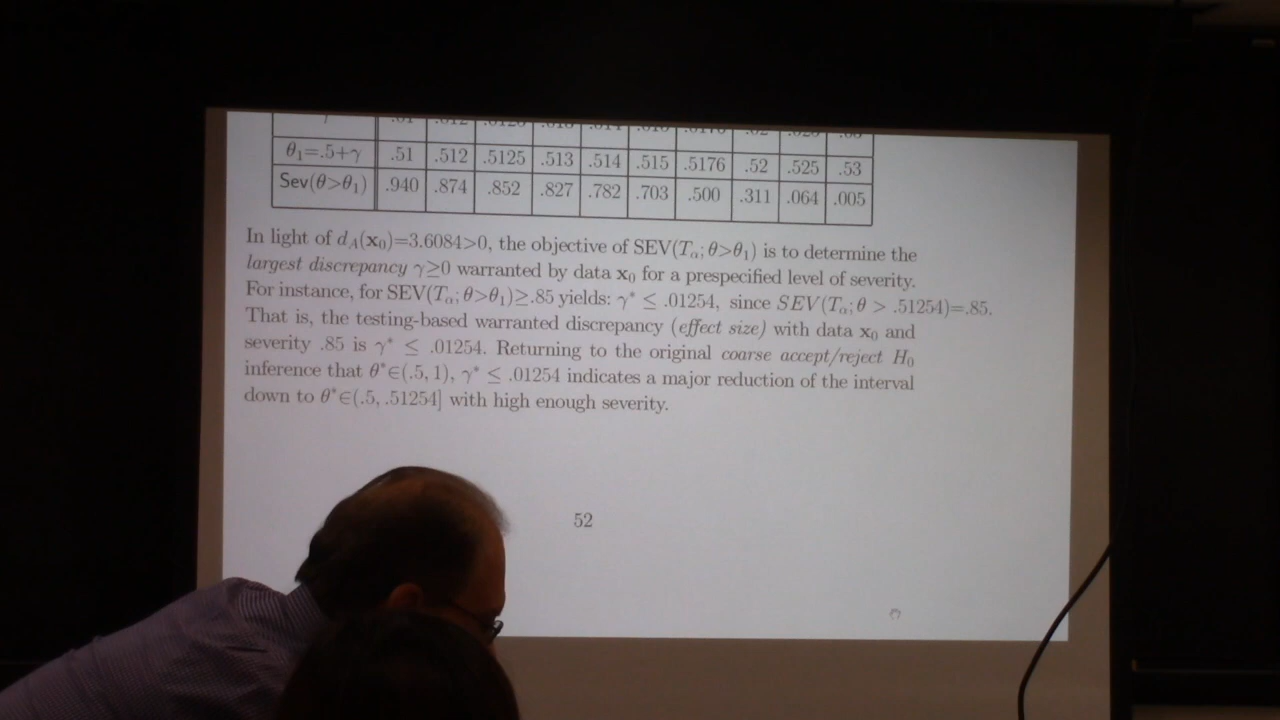 θ₁=.5+γ .51 .512 .5125 .513 .514 .515 .5176 .52 .525 .53
Sev(θ>θ₁) .940 .874 .852 .827 .782 .703 .500 .311 .064 .005
In light of d_A(x₀)=3.6084>0, the objective of SEV(T_α; θ>θ₁) is to determine the
largest discrepancy γ≥0 warranted by data x₀ for a prespecified level of severity.
For instance, for SEV(T_α; θ>θ₁)≥.85 yields: γ* ≤ .01254, since SEV(T_α; θ > .51254)=.85.
That is, the testing-based warranted discrepancy (effect size) with data x₀ and
severity .85 is γ* ≤ .01254. Returning to the original coarse accept/reject H₀
inference that θ*∈(.5, 1), γ* ≤ .01254 indicates a major reduction of the interval
down to θ*∈(.5, .51254] with high enough severity.
52